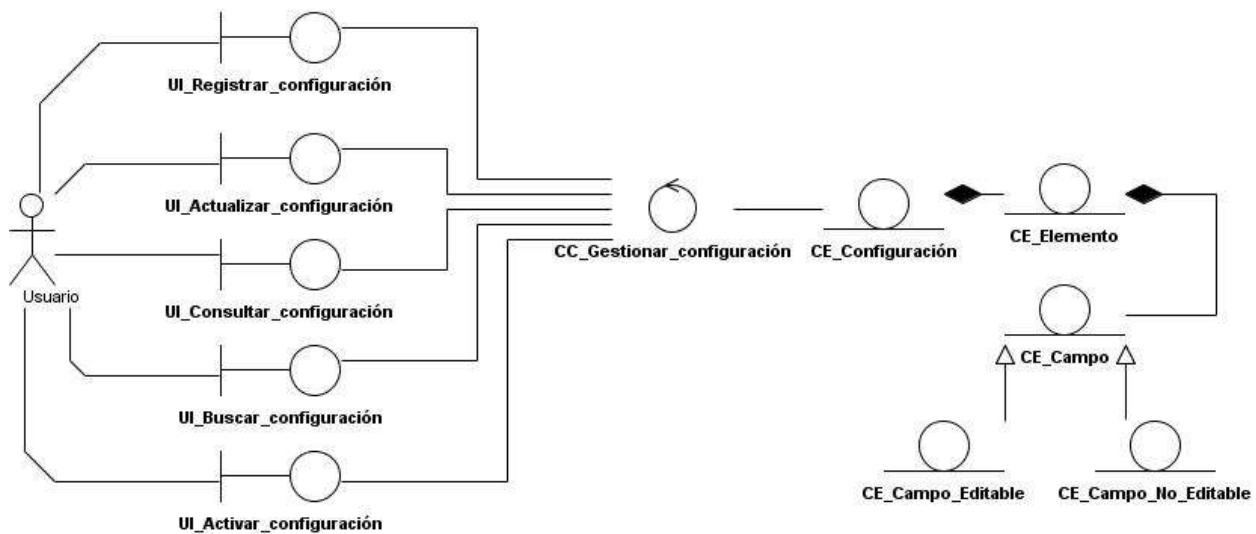 UI_Registrar_configuración
UI_Actualizar_configuración
Usuario
UI_Consultar_configuración
UI_Buscar_configuración
UI_Activar_configuración
CC_Gestionar_configuración
CE_Configuración
CE_Elemento
CE_Campo
CE_Campo_Editable
CE_Campo_No_Editable